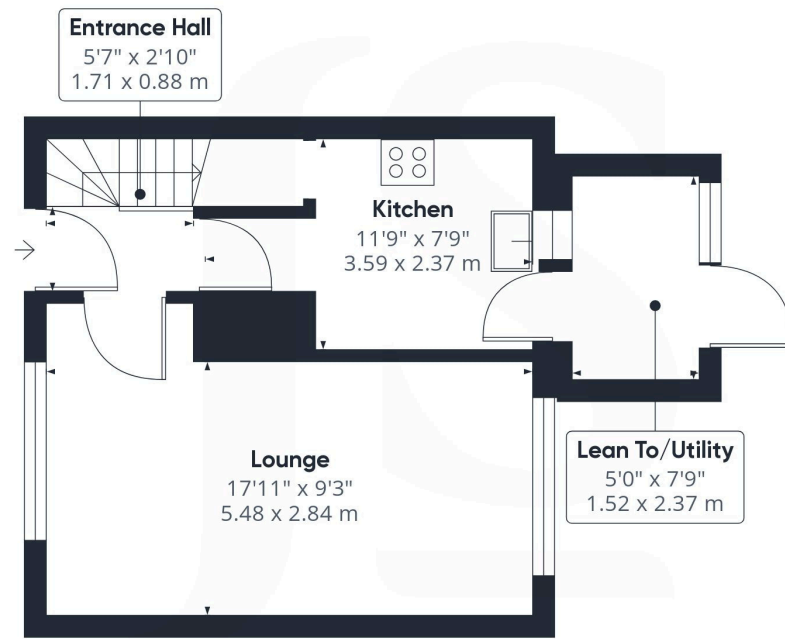 Entrance Hall
5'7" x 2'10"
1.71 x 0.88 m
Kitchen
11'9" x 7'9"
3.59 x 2.37 m
Lounge
17'11" x 9'3"
5.48 x 2.84 m
Lean To/Utility
5'0" x 7'9"
1.52 x 2.37 m